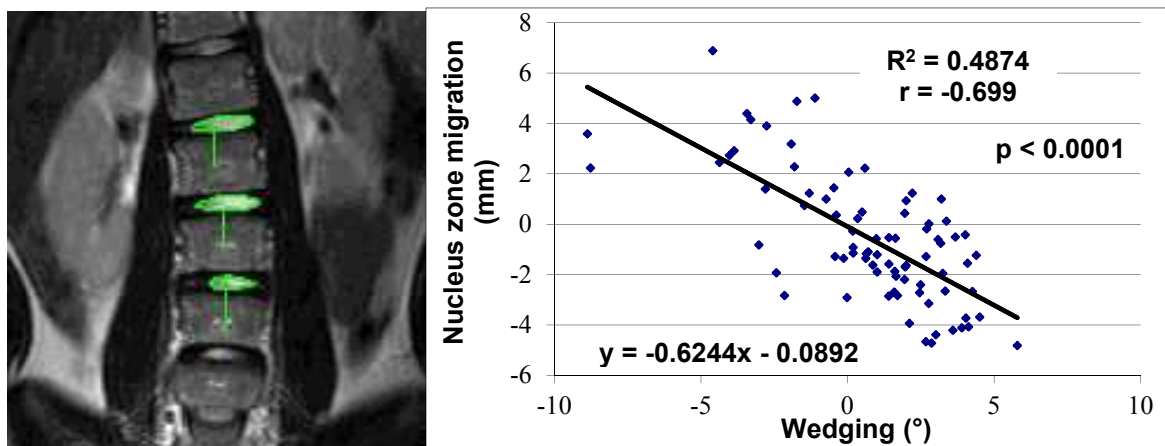 8
6
4
2
0
-2
-4
-6
Nucleus zone migration
(mm)
R² = 0.4874
r = -0.699
p < 0.0001
y = -0.6244x - 0.0892
-10
-5
0
5
10
Wedging (°)